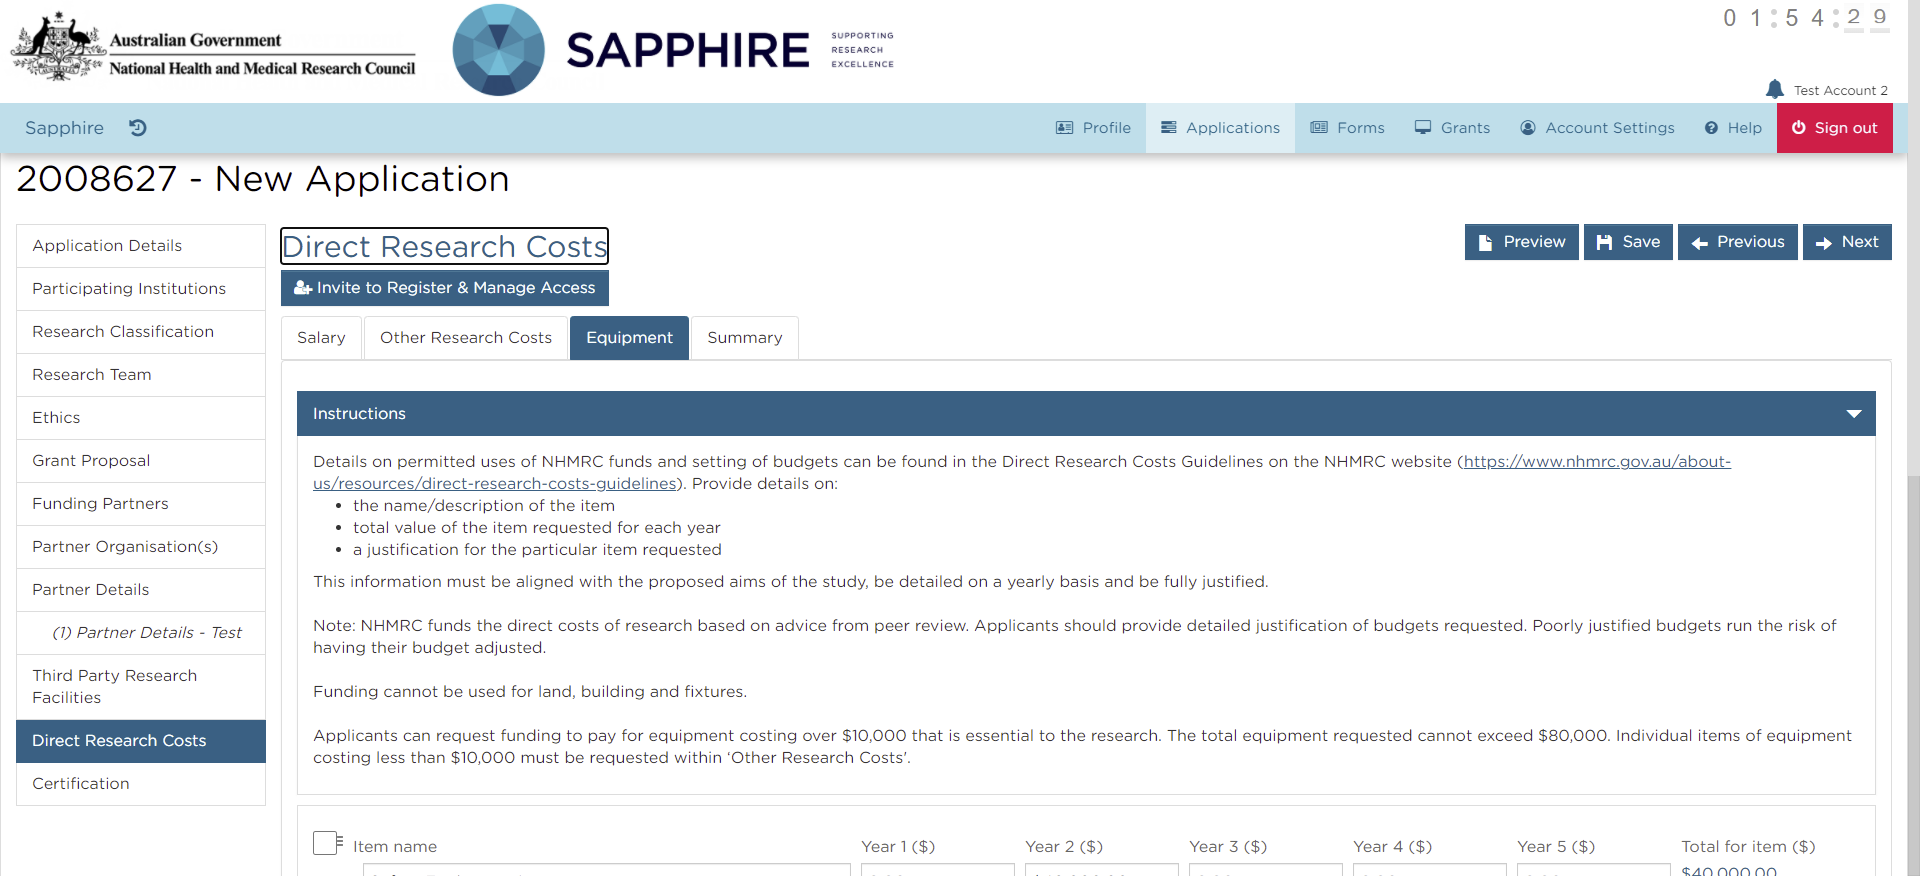 Australian Government
National Health and Medical Research Council
SAPPHIRE
SUPPORTING
RESEARCH
EXCELLENCE
01:54:29
Test Account 2
Sapphire
Profile
Applications
Forms
Grants
Account Settings
Help
Sign out
2008627 - New Application
Application Details
Participating Institutions
Research Classification
Research Team
Ethics
Grant Proposal
Funding Partners
Partner Organisation(s)
Partner Details
(1) Partner Details - Test
Third Party Research
Facilities
Direct Research Costs
Certification
Direct Research Costs
Preview
Save
Previous
Next
Invite to Register & Manage Access
Salary
Other Research Costs
Equipment
Summary
Instructions
Details on permitted uses of NHMRC funds and setting of budgets can be found in the Direct Research Costs Guidelines on the NHMRC website (https://www.nhmrc.gov.au/about-
us/resources/direct-research-costs-guidelines). Provide details on:
• the name/description of the item
• total value of the item requested for each year
• a justification for the particular item requested
This information must be aligned with the proposed aims of the study, be detailed on a yearly basis and be fully justified.
Note: NHMRC funds the direct costs of research based on advice from peer review. Applicants should provide detailed justification of budgets requested. Poorly justified budgets run the risk of
having their budget adjusted.
Funding cannot be used for land, building and fixtures.
Applicants can request funding to pay for equipment costing over $10,000 that is essential to the research. The total equipment requested cannot exceed $80,000. Individual items of equipment
costing less than $10,000 must be requested within ‘Other Research Costs’.
Item name
Year 1 ($)
Year 2 ($)
Year 3 ($)
Year 4 ($)
Year 5 ($)
Total for item ($)
$40,000.00